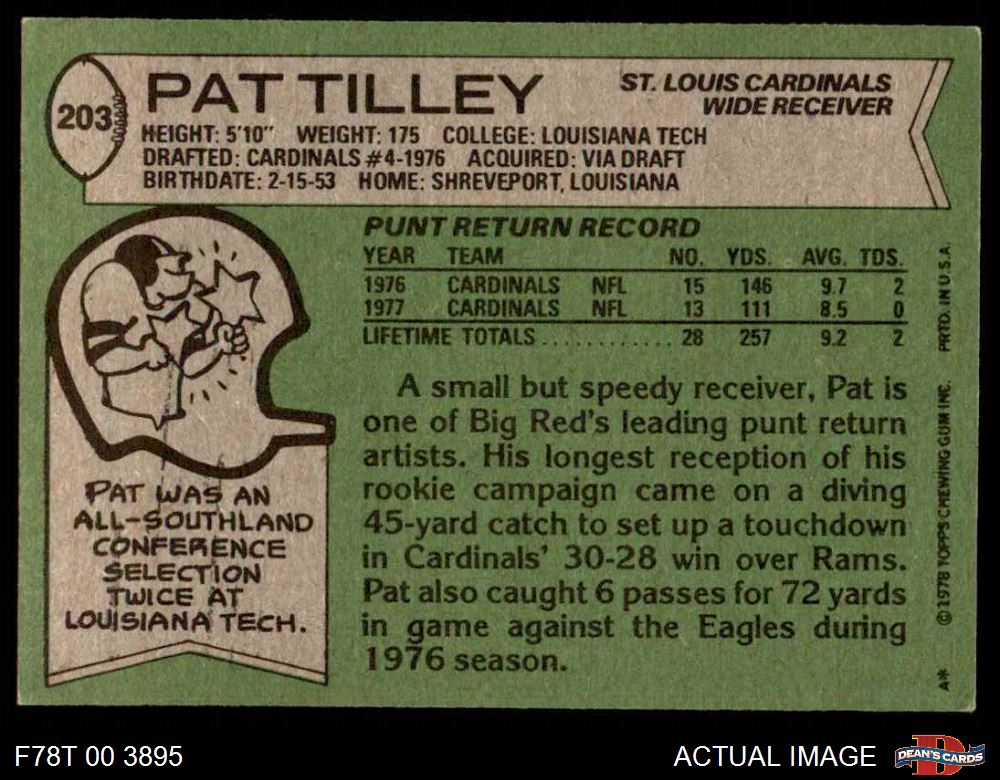 203
PAT TILLEY
ST. LOUIS CARDINALS
WIDE RECEIVER
HEIGHT: 5'10" WEIGHT: 175 COLLEGE: LOUISIANA TECH
DRAFTED: CARDINALS #4-1976 ACQUIRED: VIA DRAFT
BIRTHDATE: 2-15-53 HOME: SHREVEPORT, LOUISIANA
PUNT RETURN RECORD
YEAR TEAM NO. YDS. AVG. TDS.
1976 CARDINALS NFL 15 146 9.7 2
1977 CARDINALS NFL 13 111 8.5 0
LIFETIME TOTALS............ 28 257 9.2 2
A small but speedy receiver, Pat is
one of Big Red's leading punt return
artists. His longest reception of his
rookie campaign came on a diving
45-yard catch to set up a touchdown
in Cardinals' 30-28 win over Rams.
Pat also caught 6 passes for 72 yards
in game against the Eagles during
1976 season.
PAT WAS AN
ALL-SOUTHLAND
CONFERENCE
SELECTION
TWICE AT
LOUISIANA TECH.
A* © 1978 TOPPS CHEWING GUM INC. PRTD. IN U.S.A.
F78T 00 3895
ACTUAL IMAGE
D
DEAN'S CARDS